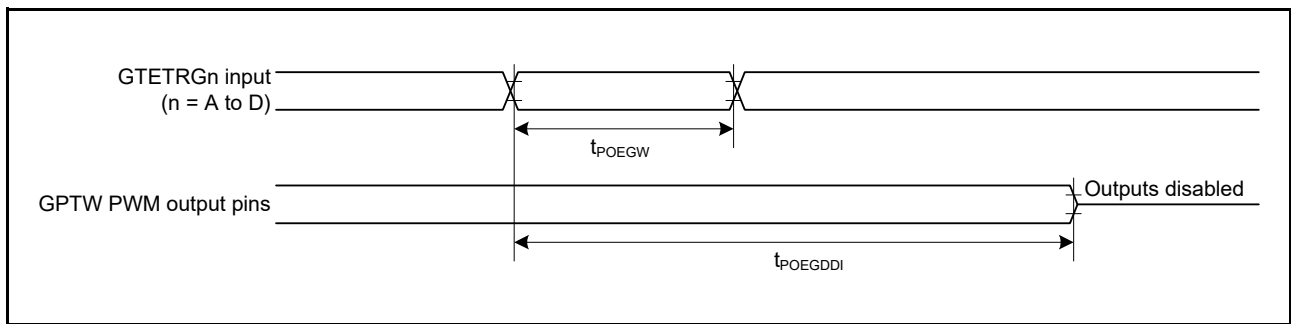 GTETRGn input
(n = A to D)
tPOEGW
GPTW PWM output pins
Outputs disabled
tPOEGDDI